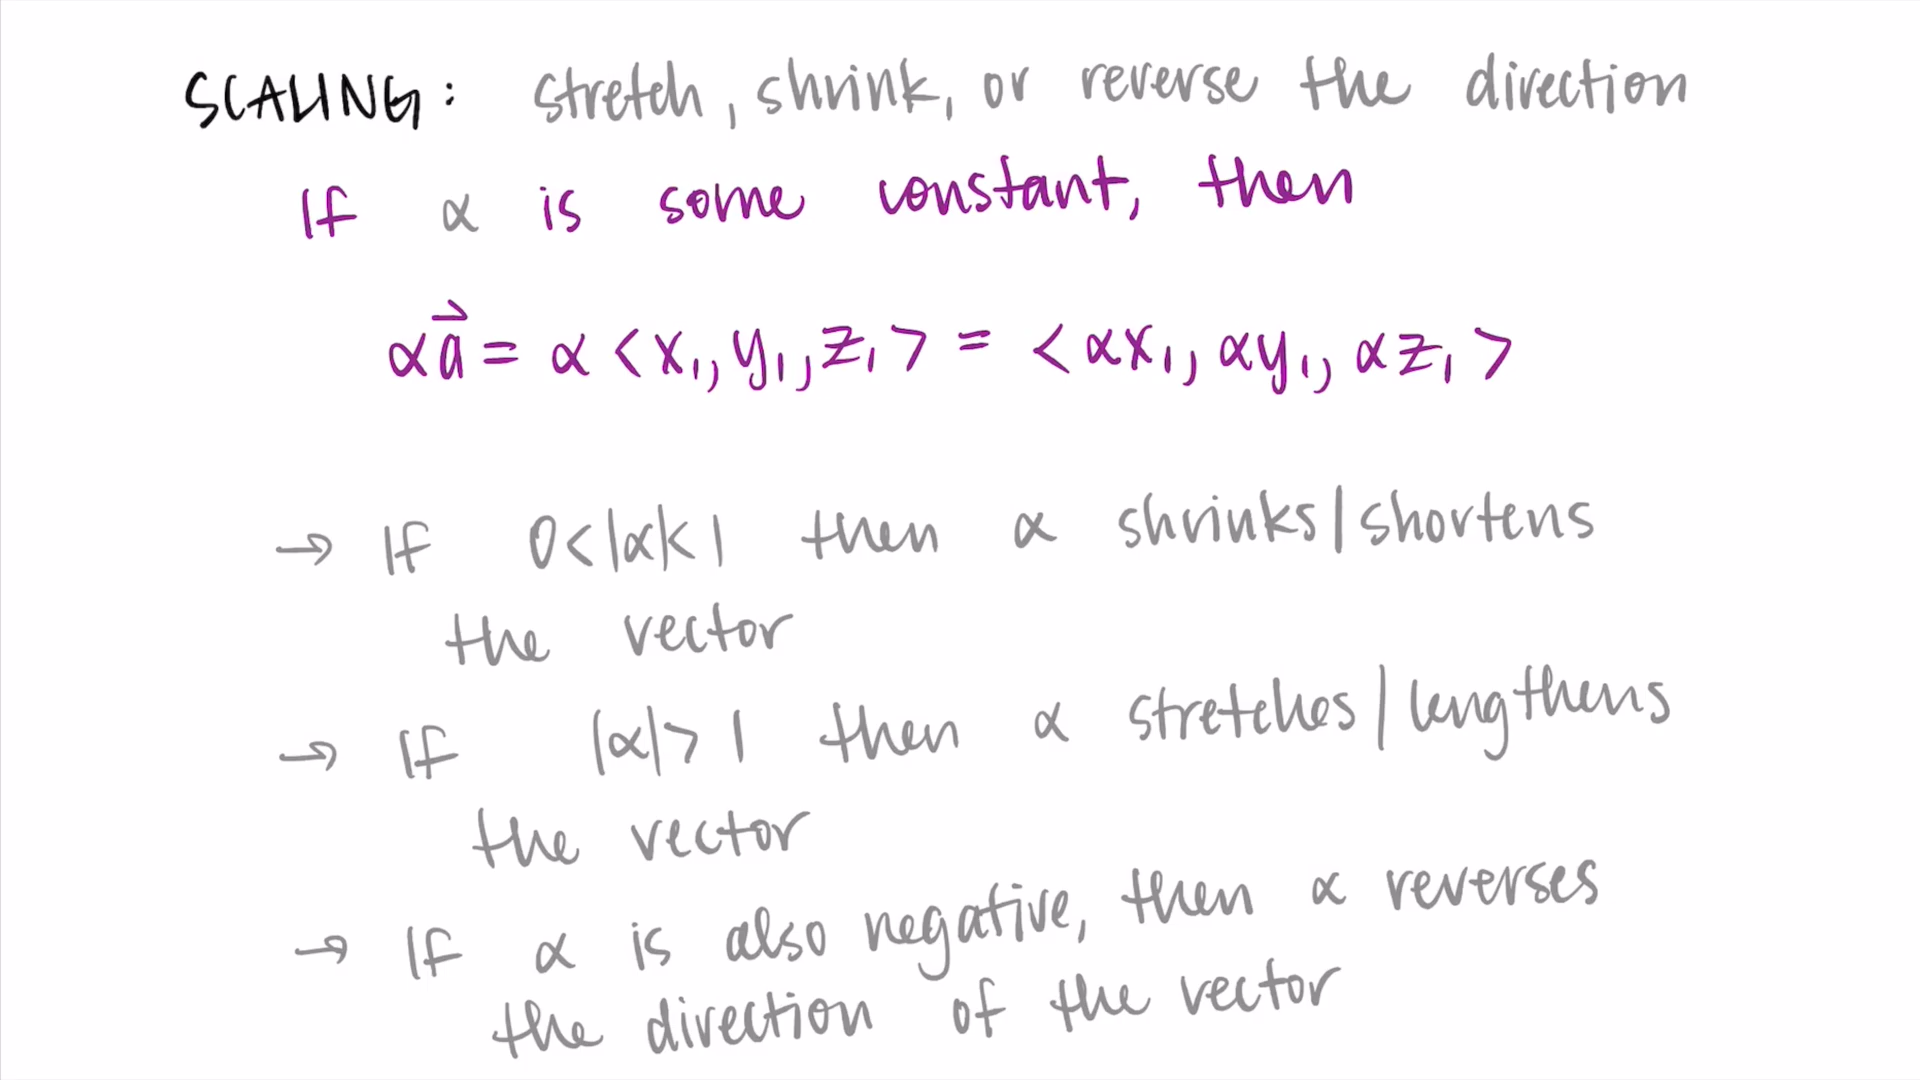 SCALING: stretch, shrink, or reverse the direction
If α is some constant, then
αa⃗ = α<x₁, y₁, z₁> = <αx₁, αy₁, αz₁>
→ If 0<|α|<1 then α shrinks/shortens
the vector
→ If |α|>1 then α stretches/lengthens
the vector
→ If α is also negative, then α reverses
the direction of the vector